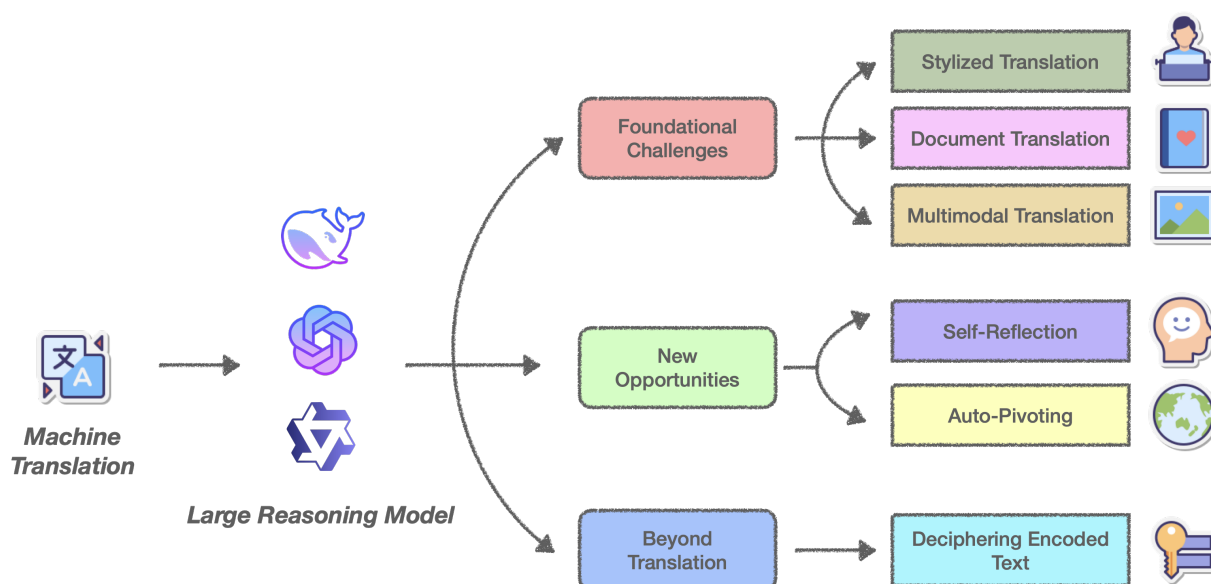 Stylized Translation
Foundational
Challenges
Document Translation
Multimodal Translation
文
A
Machine
Translation
Large Reasoning Model
New
Opportunities
Self-Reflection
Auto-Pivoting
Beyond
Translation
Deciphering Encoded
Text